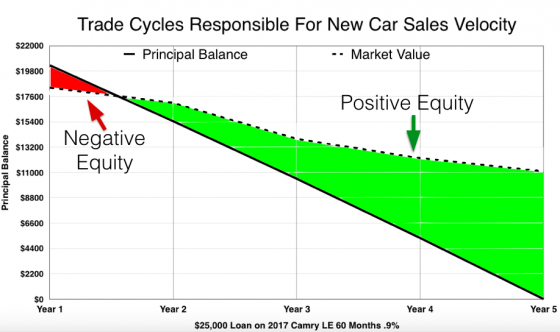 Trade Cycles Responsible For New Car Sales Velocity
$22000
$19800
$17600
$15400
$13200
$11000
$8800
$6600
$4400
$2200
$0
Principal Balance
Principal Balance
Market Value
Negative
Equity
Positive Equity
Year 1
Year 2
Year 3
Year 4
Year 5
$25,000 Loan on 2017 Camry LE 60 Months .9%